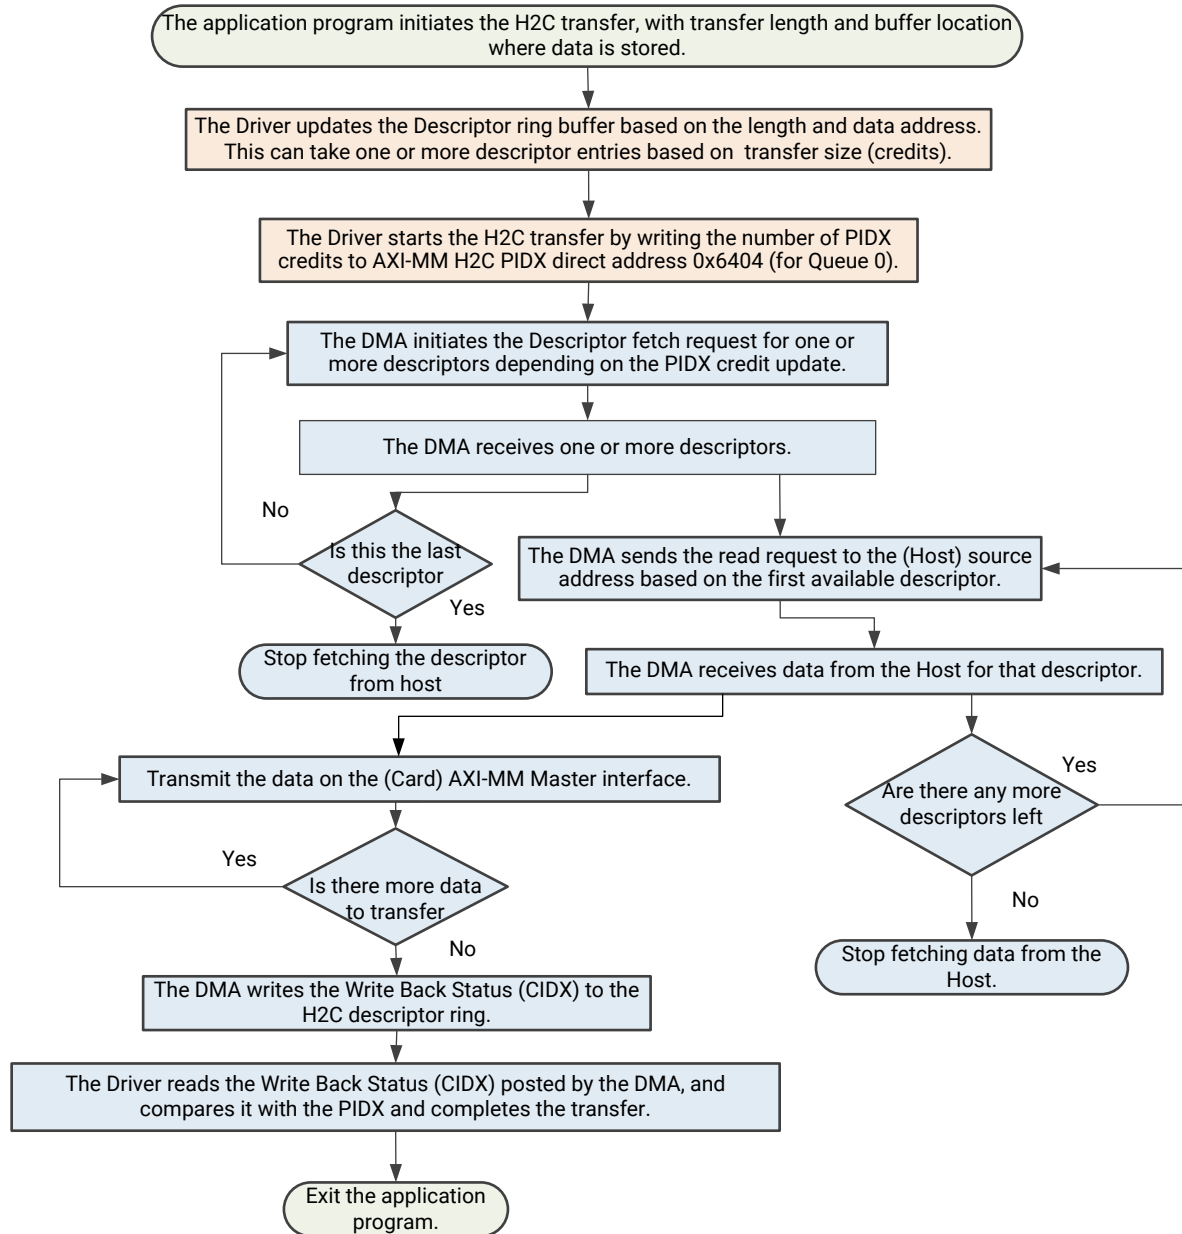 The application program initiates the H2C transfer, with transfer length and buffer location
where data is stored.
The Driver updates the Descriptor ring buffer based on the length and data address.
This can take one or more descriptor entries based on transfer size (credits).
The Driver starts the H2C transfer by writing the number of PIDX
credits to AXI-MM H2C PIDX direct address 0x6404 (for Queue 0).
The DMA initiates the Descriptor fetch request for one or
more descriptors depending on the PIDX credit update.
The DMA receives one or more descriptors.
No
Is this the last
descriptor
Yes
Stop fetching the descriptor
from host
The DMA sends the read request to the (Host) source
address based on the first available descriptor.
The DMA receives data from the Host for that descriptor.
Transmit the data on the (Card) AXI-MM Master interface.
Yes
Is there more data
to transfer
No
Yes
Are there any more
descriptors left
No
Stop fetching data from the
Host.
The DMA writes the Write Back Status (CIDX) to the
H2C descriptor ring.
The Driver reads the Write Back Status (CIDX) posted by the DMA, and
compares it with the PIDX and completes the transfer.
Exit the application
program.